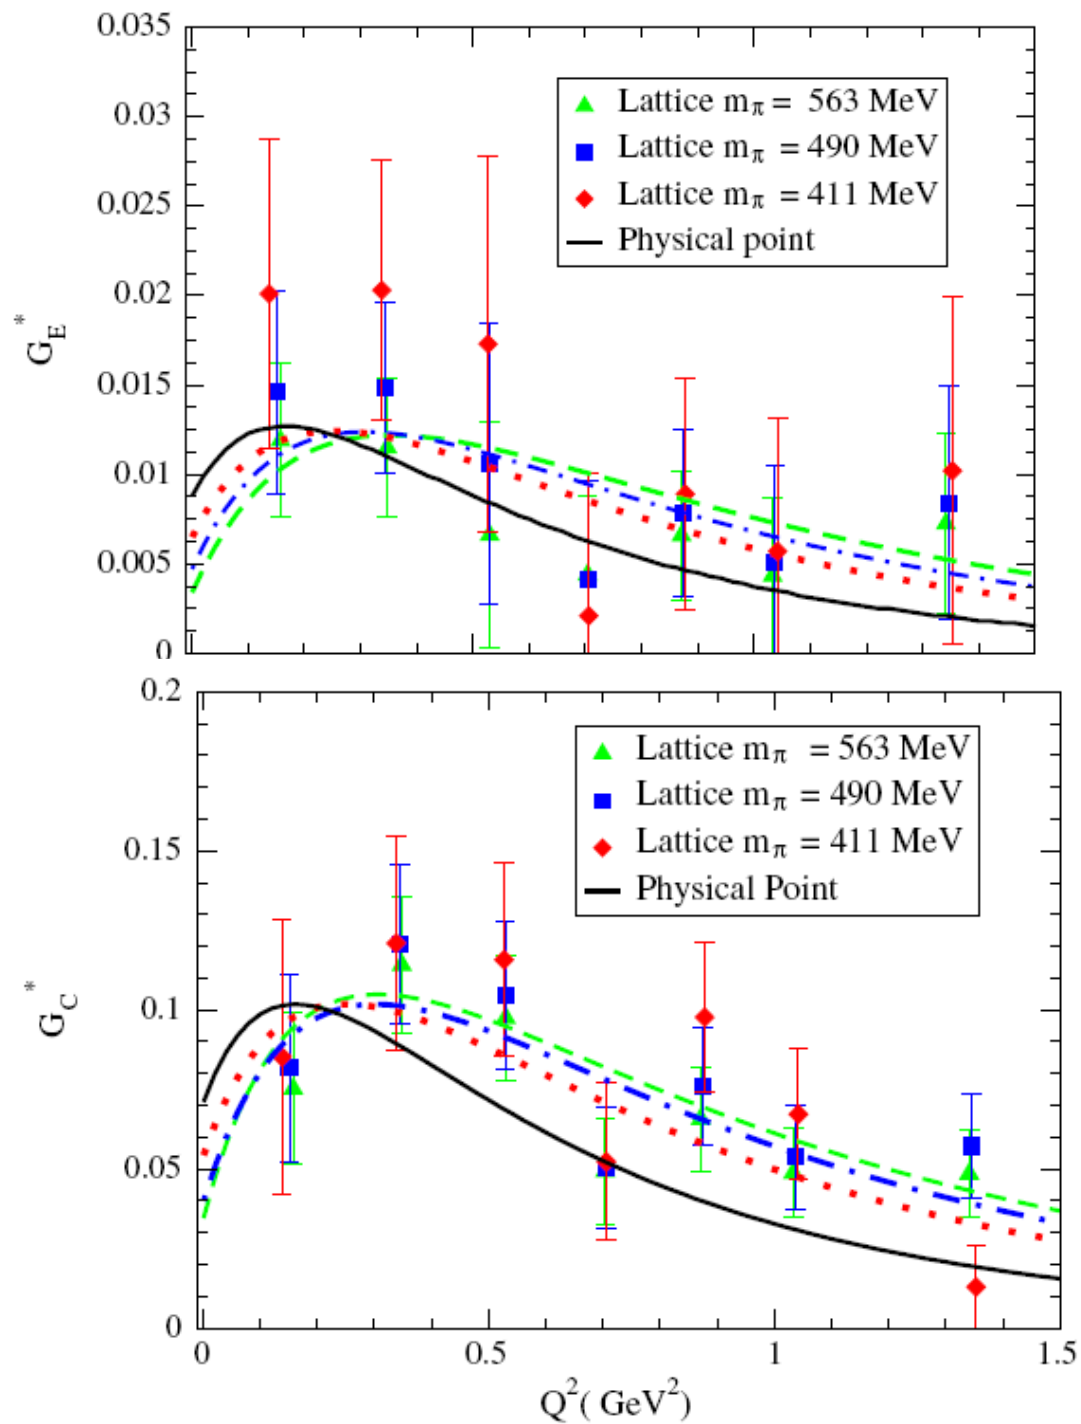 0.035
0.03
0.025
0.02
0.015
0.01
0.005
0
G_E^*
Lattice m_π = 563 MeV
Lattice m_π = 490 MeV
Lattice m_π = 411 MeV
Physical point
0.2
0.15
0.1
0.05
0
G_C^*
Lattice m_π = 563 MeV
Lattice m_π = 490 MeV
Lattice m_π = 411 MeV
Physical Point
0 0.5 1 1.5
Q^2( GeV^2)